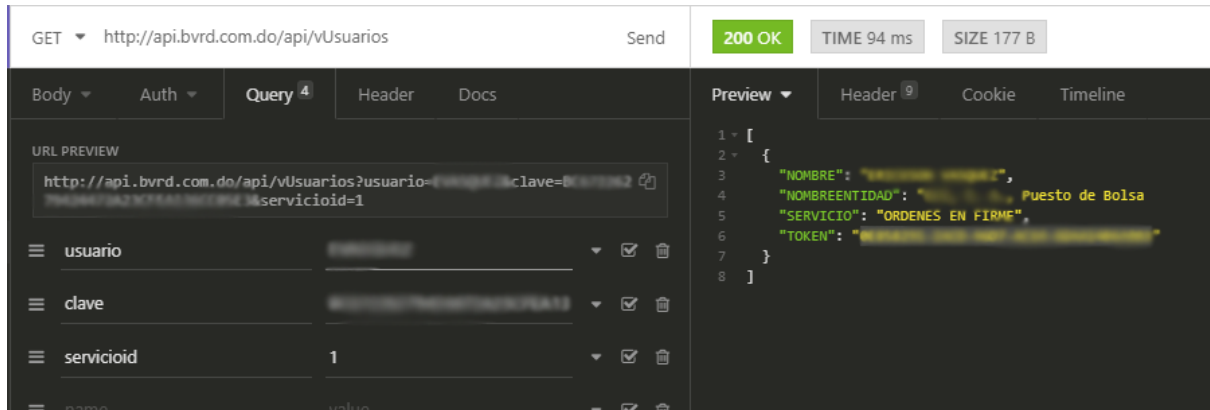 GET http://api.bvrd.com.do/api/vUsuarios Send
200 OK TIME 94 ms SIZE 177 B
Body Auth Query 4 Header Docs
Preview Header 9 Cookie Timeline
URL PREVIEW
http://api.bvrd.com.do/api/vUsuarios?usuario= &clave=
&servicioid=1
usuario
clave
servicioid 1
name value
1 [
2 {
3 "NOMBRE": " ",
4 "NOMBREENTIDAD": " , Puesto de Bolsa
5 "SERVICIO": "ORDENES EN FIRME",
6 "TOKEN": " "
7 }
8 ]